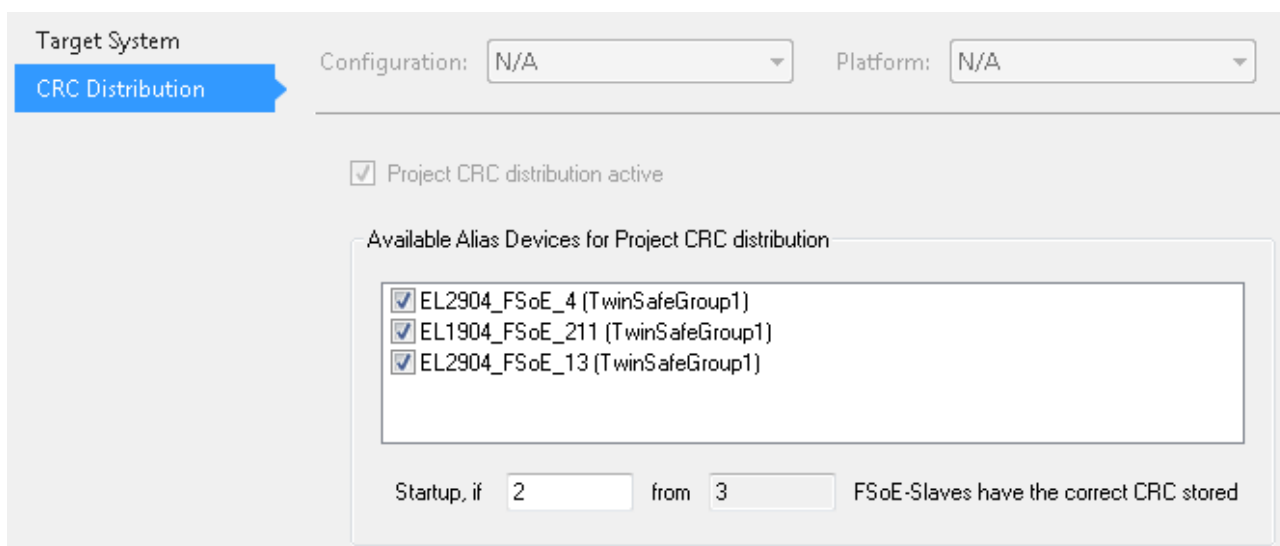 Target System
CRC Distribution
Configuration: N/A Platform: N/A
Project CRC distribution active
Available Alias Devices for Project CRC distribution
EL2904_FSoE_4 (TwinSafeGroup1)
EL1904_FSoE_211 (TwinSafeGroup1)
EL2904_FSoE_13 (TwinSafeGroup1)
Startup, if 2 from 3 FSoE-Slaves have the correct CRC stored